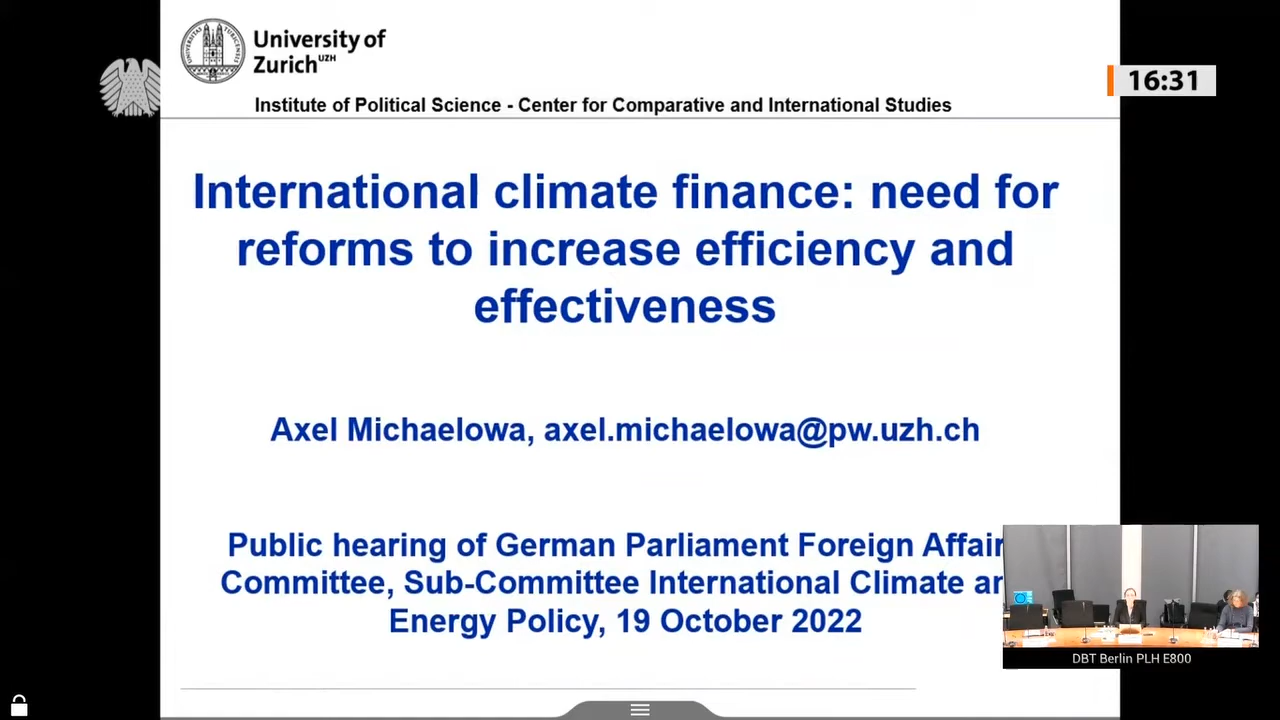 University of
Zurich UZH
16:31
Institute of Political Science - Center for Comparative and International Studies
International climate finance: need for
reforms to increase efficiency and
effectiveness
Axel Michaelowa, axel.michaelowa@pw.uzh.ch
Public hearing of German Parliament Foreign Affair
Committee, Sub-Committee International Climate an
Energy Policy, 19 October 2022
DBT Berlin PLH E800